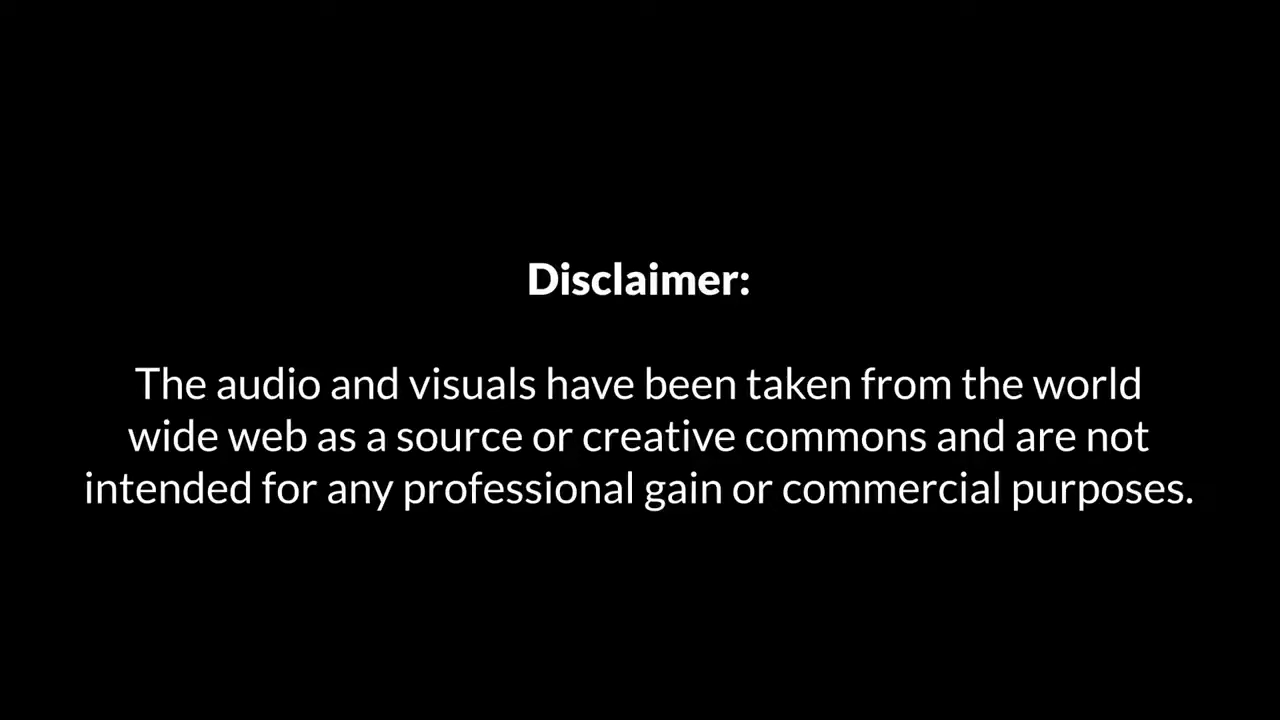 Disclaimer:
The audio and visuals have been taken from the world
wide web as a source or creative commons and are not
intended for any professional gain or commercial purposes.